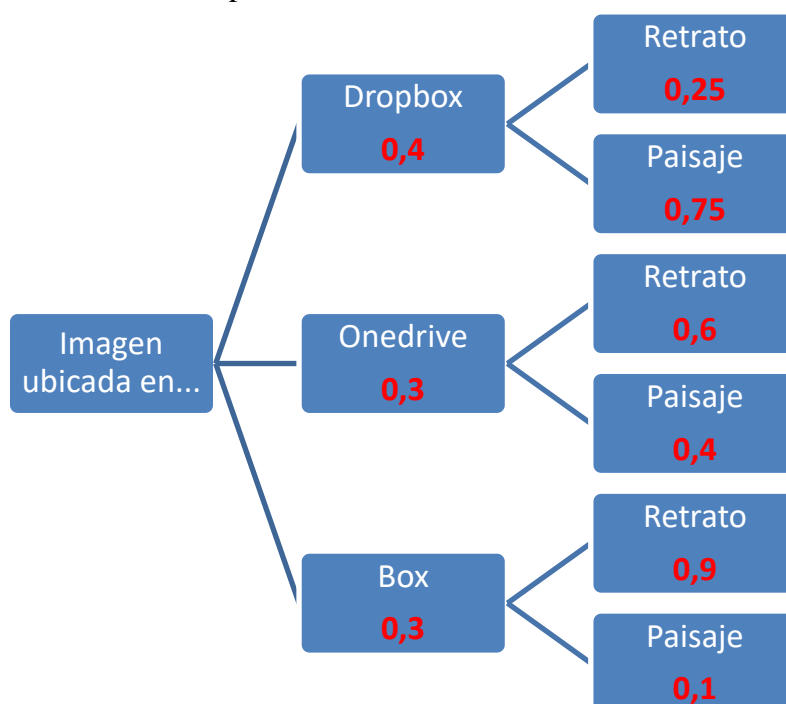 Retrato
0,25
Dropbox
0,4
Paisaje
0,75
Imagen
ubicada en...
Onedrive
0,3
Retrato
0,6
Paisaje
0,4
Box
0,3
Retrato
0,9
Paisaje
0,1